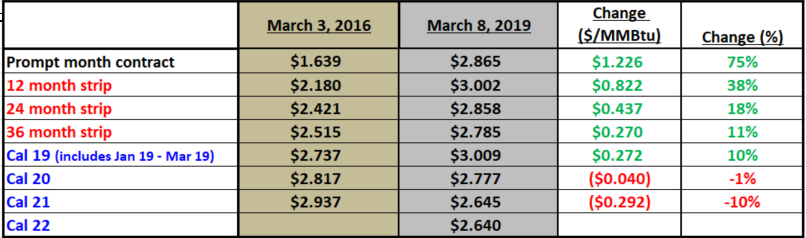 March 3, 2016 March 8, 2019 Change ($/MMBtu) Change (%)
Prompt month contract $1.639 $2.865 $1.226 75%
12 month strip $2.180 $3.002 $0.822 38%
24 month strip $2.421 $2.858 $0.437 18%
36 month strip $2.515 $2.785 $0.270 11%
Cal 19 (includes Jan 19 - Mar 19) $2.737 $3.009 $0.272 10%
Cal 20 $2.817 $2.777 ($0.040) -1%
Cal 21 $2.937 $2.645 ($0.292) -10%
Cal 22 $2.640